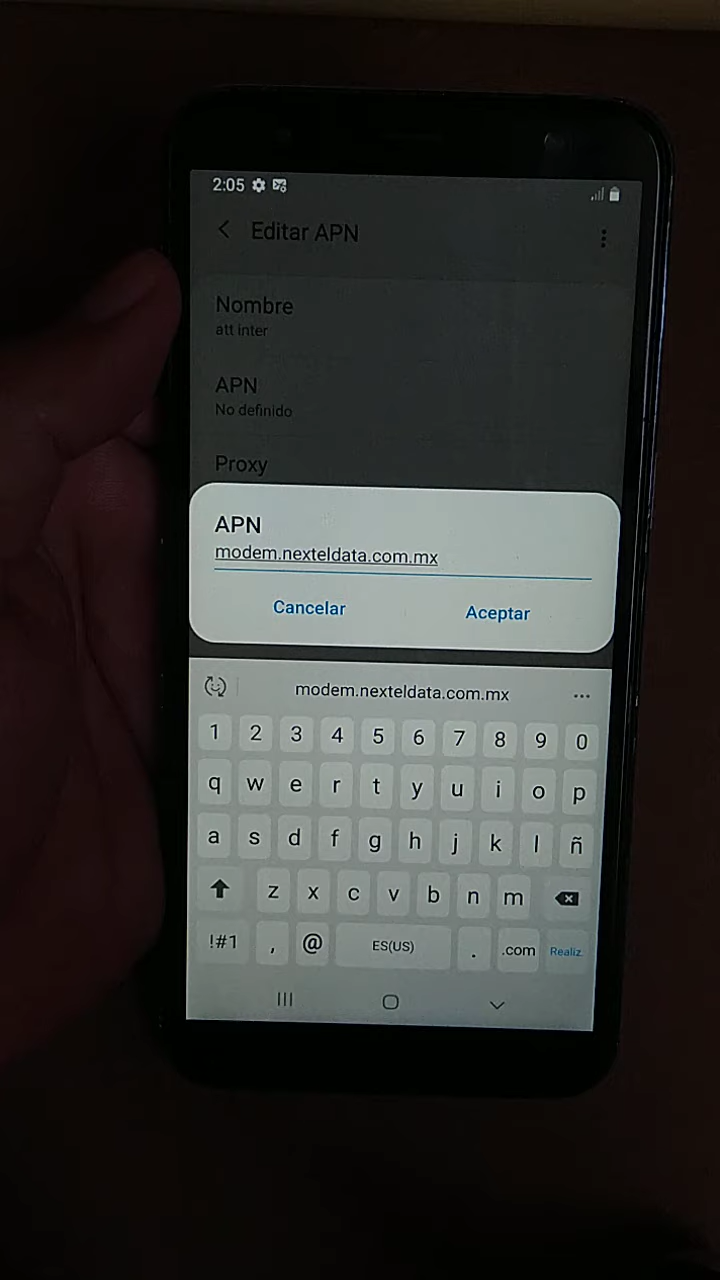 2:05
Editar APN
Nombre
att inter
APN
No definido
Proxy
APN
modem.nexteldata.com.mx
Cancelar Aceptar
modem.nexteldata.com.mx ...
1 2 3 4 5 6 7 8 9 0
q w e r t y u i o p
a s d f g h j k l ñ
z x c v b n m
!#1 , @ ES(US) . .com Realiz.